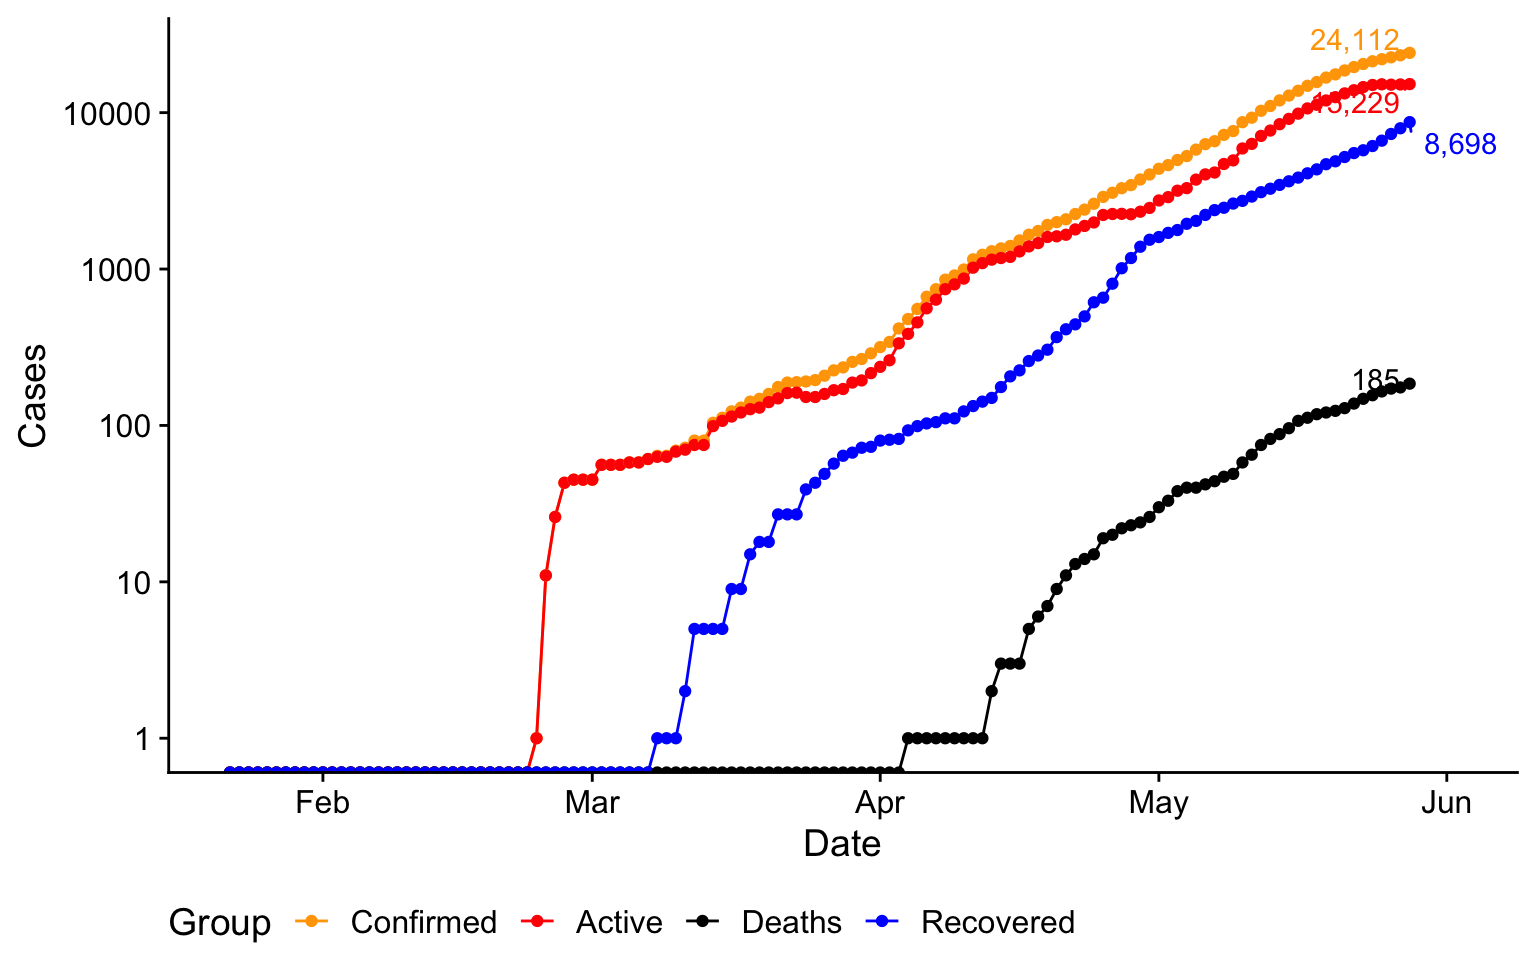 24,112
10000
15,229
8,698
1000
Cases
185
100
10
1
Feb Mar Apr May Jun
Date
Group Confirmed Active Deaths Recovered